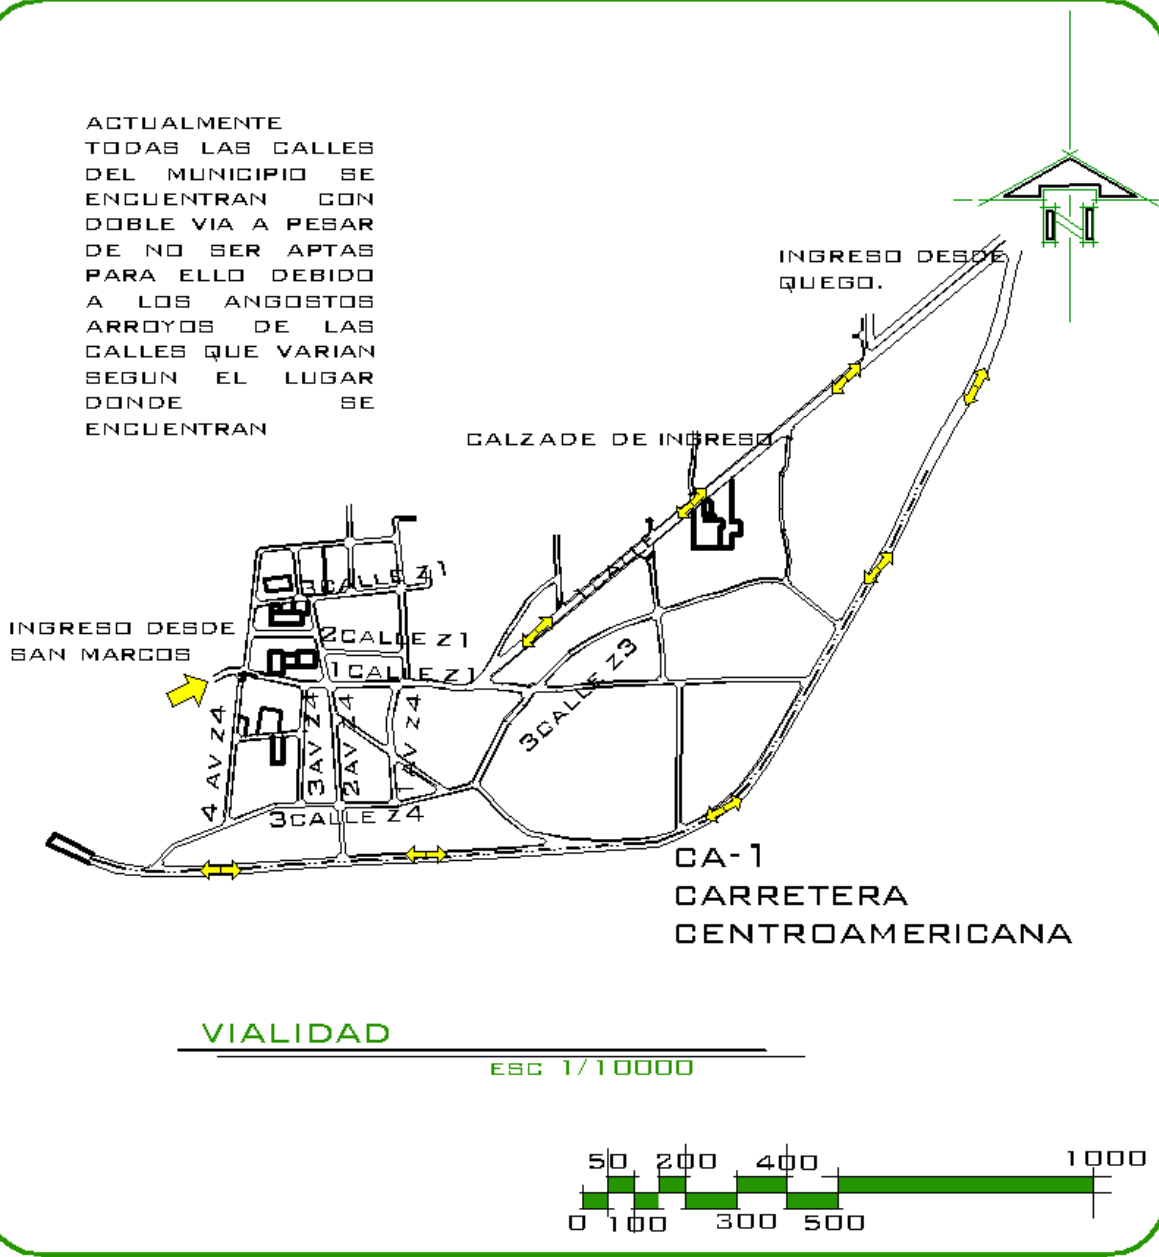 ACTUALMENTE
TODAS LAS CALLES
DEL MUNICIPIO SE
ENCUENTRAN CON
DOBLE VIA A PESAR
DE NO SER APTAS
PARA ELLO DEBIDO
A LOS ANGOSTOS
ARROYOS DE LAS
CALLES QUE VARIAN
SEGUN EL LUGAR
DONDE SE
ENCUENTRAN
N
INGRESO DESDE
QUEGO.
CALZADE DE INGRESO
3CALLE Z1
INGRESO DESDE
SAN MARCOS
2CALLE Z1
1CALLE Z1
3CALLE Z3
4 AV Z4
3AV Z4
2AV Z4
1AV Z4
3CALLE Z4
CA-1
CARRETERA
CENTROAMERICANA
VIALIDAD
ESC 1/10000
50 200 400 1000
0 100 300 500